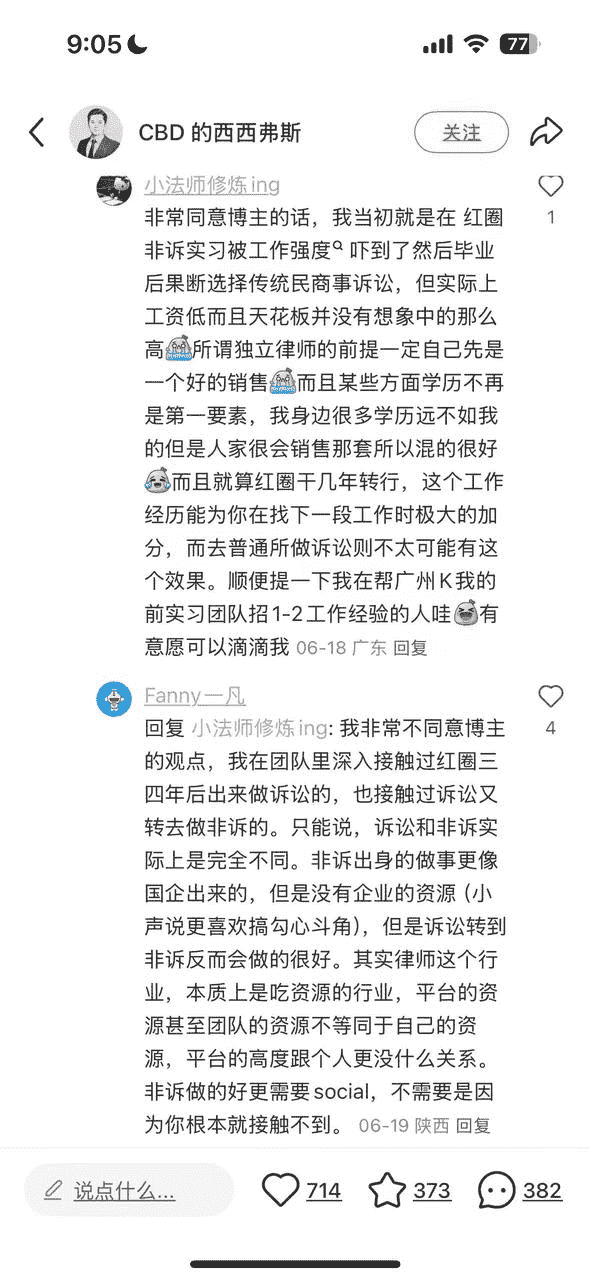 9:05
77
CBD 的西西弗斯
关注
小法师修炼ing
1
非常同意博主的话，我当初就是在 红圈
非诉实习被工作强度 吓到了然后毕业
后果断选择传统民商事诉讼，但实际上
工资低而且天花板并没有想象中的那么
高所谓独立律师的前提一定自己先是
一个好的销售而且某些方面学历不再
是第一要素，我身边很多学历远不如我
的但是人家很会销售那套所以混的很好
而且就算红圈干几年转行，这个工作
经历能为你在找下一段工作时极大的加
分，而去普通所做诉讼则不太可能有这
个效果。顺便提一下我在帮广州K我的
前实习团队招1-2工作经验的人哇有
意愿可以滴滴我 06-18 广东 回复
Fanny一凡
4
回复 小法师修炼ing: 我非常不同意博主
的观点，我在团队里深入接触过红圈三
四年后出来做诉讼的，也接触过诉讼又
转去做非诉的。只能说，诉讼和非诉实
际上是完全不同。非诉出身的做事更像
国企出来的，但是没有企业的资源（小
声说更喜欢搞勾心斗角），但是诉讼转到
非诉反而会做的很好。其实律师这个行
业，本质上是吃资源的行业，平台的资
源甚至团队的资源不等同于自己的资
源，平台的高度跟个人更没什么关系。
非诉做的好更需要social，不需要是因
为你根本就接触不到。 06-19 陕西 回复
说点什么...
714
373
382